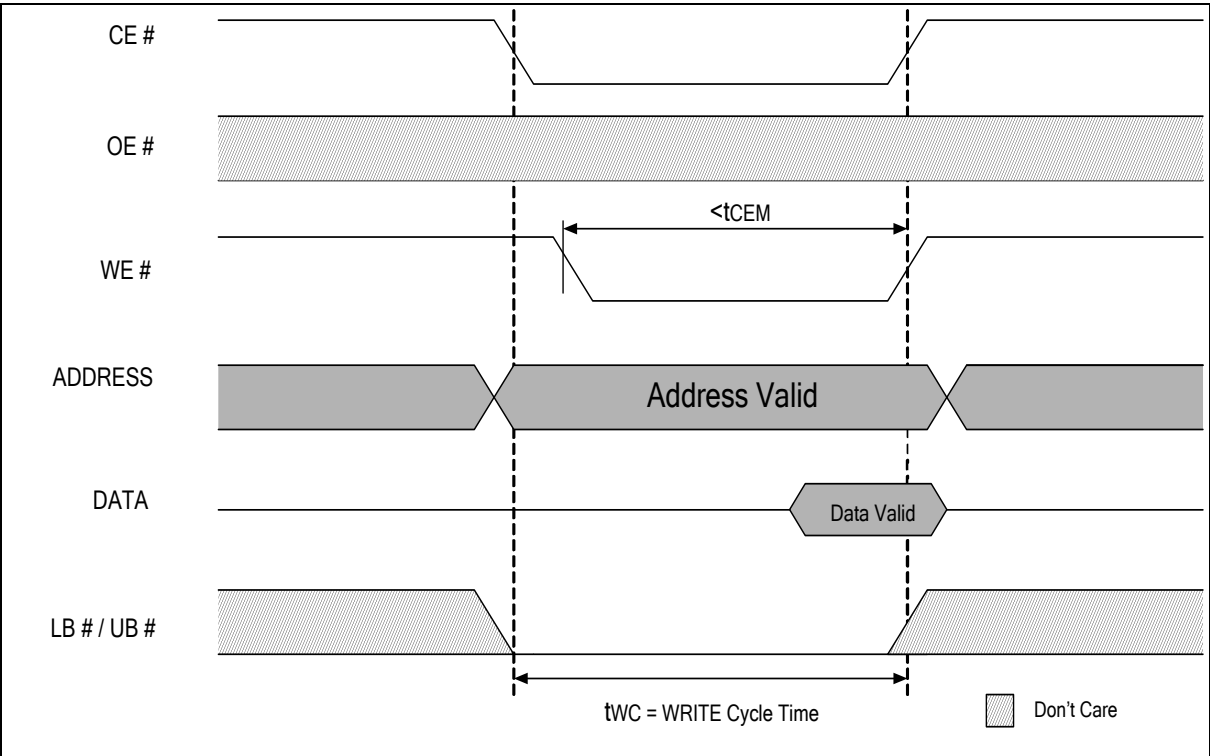 CE #
OE #
<tCEM
WE #
ADDRESS
Address Valid
DATA
Data Valid
LB # / UB #
tWC = WRITE Cycle Time
Don't Care